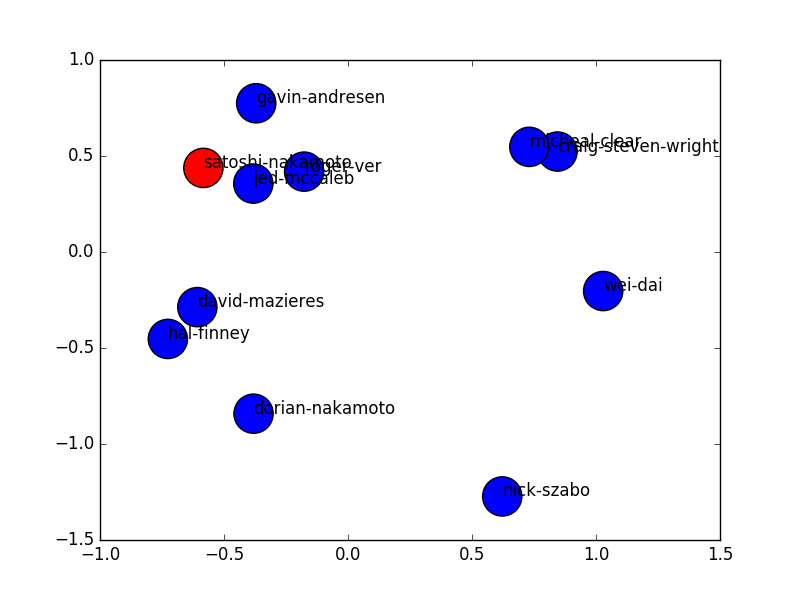 1.0
gavin-andresen
micheal-clear
craig-steven-wright
0.5
satoshi-nakamoto
roger-ver
jed-mccaleb
0.0
wei-dai
david-mazieres
hal-finney
−0.5
dorian-nakamoto
−1.0
nick-szabo
−1.5
−1.0 −0.5 0.0 0.5 1.0 1.5